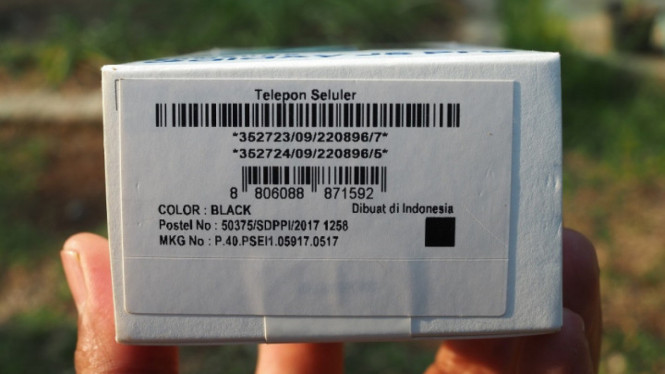 Telepon Seluler
*352723/09/220896/7*
*352724/09/220896/5*
8 806088 871592
COLOR : BLACK
Dibuat di Indonesia
Postel No : 50375/SDPPI/2017 1258
MKG No : P.40.PSEI1.05917.0517